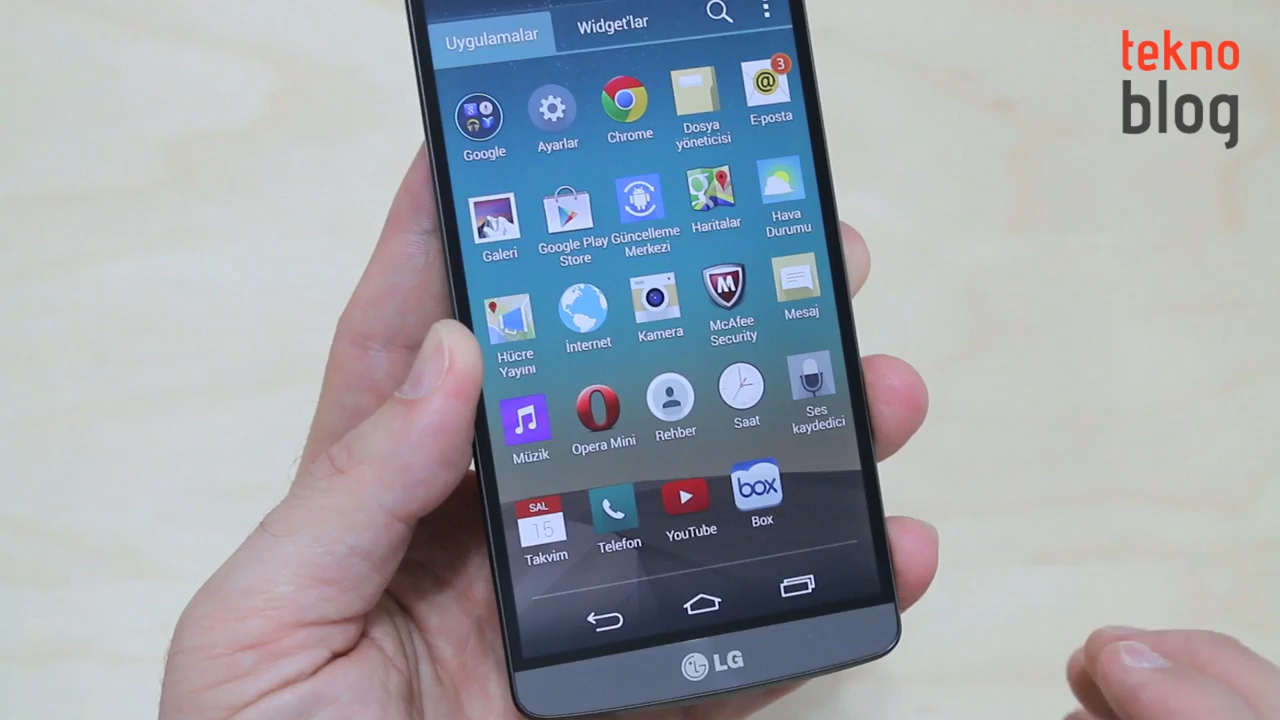 Uygulamalar
Widget'lar
tekno
blog
Google
Ayarlar
Chrome
Dosya
yöneticisi
@
3
E-posta
Galeri
Google Play
Store
Güncelleme
Merkezi
Haritalar
Hava
Durumu
Hücre
Yayını
İnternet
Kamera
M
McAfee
Security
Mesaj
Müzik
Opera Mini
Rehber
Saat
Ses
kaydedici
SAL
15
Takvim
Telefon
YouTube
box
Box
LG